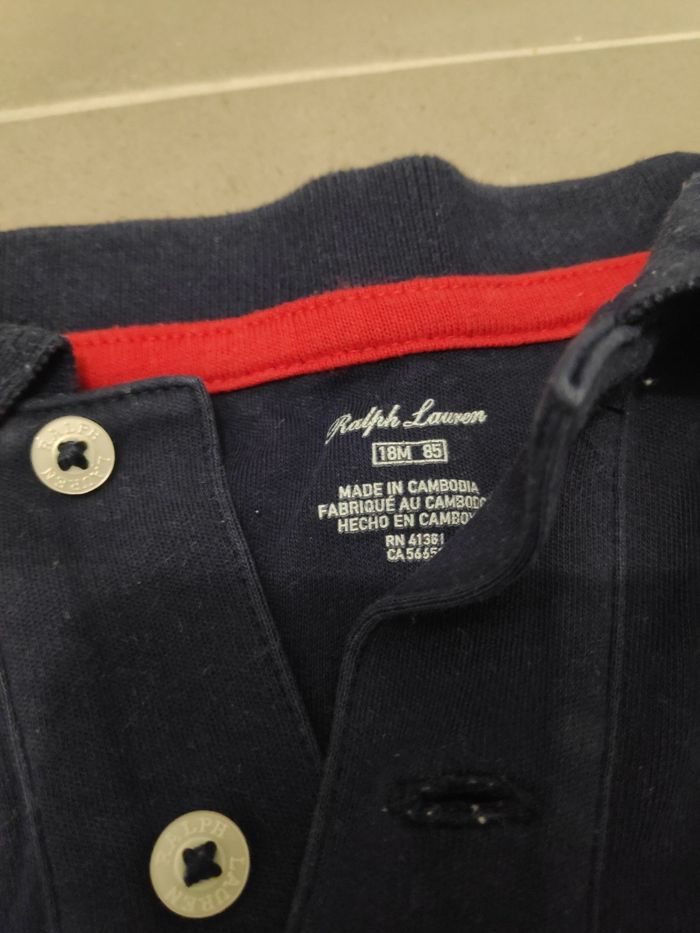 Ralph Lauren
18M 85
MADE IN CAMBODIA
FABRIQUÉ AU
HECHO EN
RN 41381
RALPH LAUREN
RALPH LAUREN